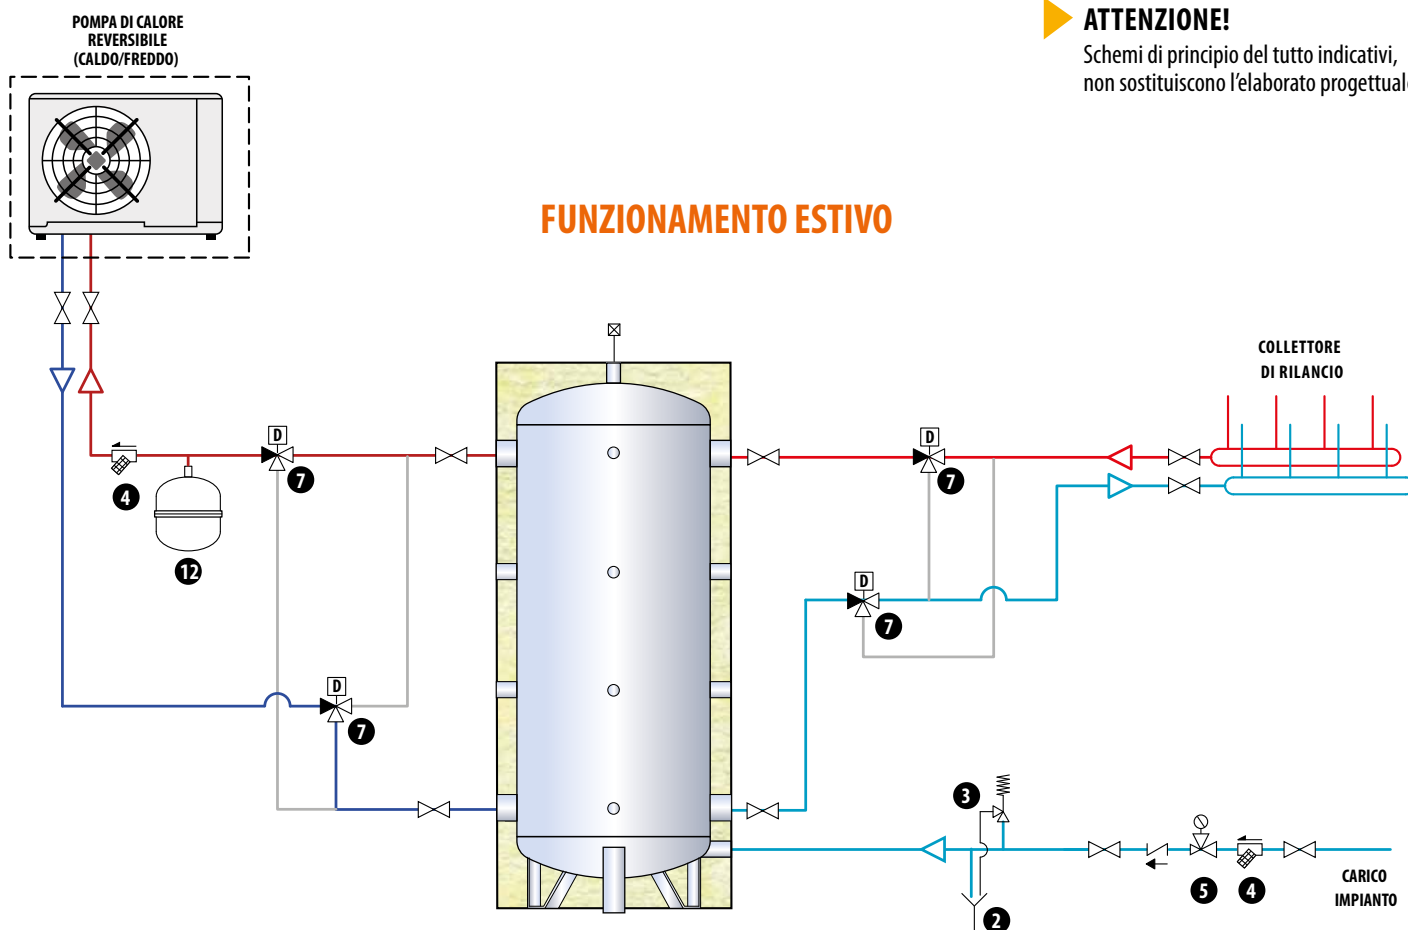 POMPA DI CALORE
REVERSIBILE
(CALDO/FREDDO)
ATTENZIONE!
Schemi di principio del tutto indicativi,
non sostituiscono l'elaborato progettuale
FUNZIONAMENTO ESTIVO
COLLETTORE
DI RILANCIO
D
D
7
7
4
12
D
7
D
7
3
5
4
2
CARICO
IMPIANTO